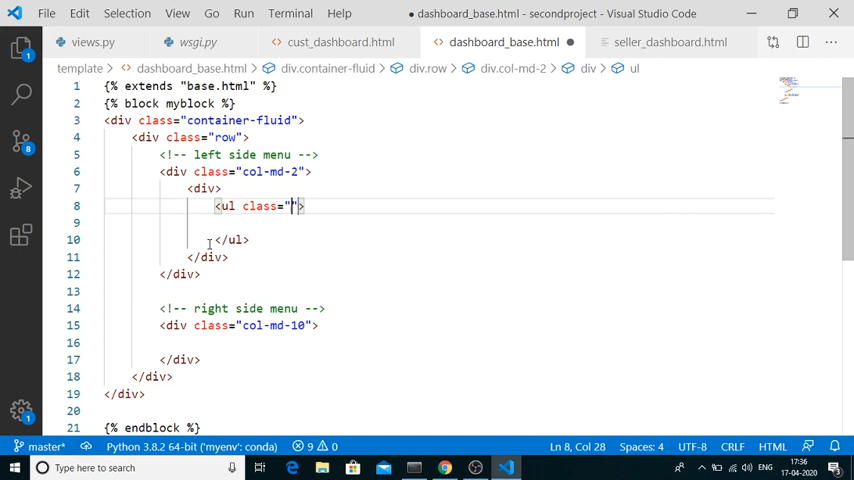 File Edit Selection View Go Run Terminal Help ● dashboard_base.html - secondproject - Visual Studio Code
views.py wsgi.py <> cust_dashboard.html <> dashboard_base.html ● seller_dashboard.html ...
template > <> dashboard_base.html > div.container-fluid > div.row > div.col-md-2 > div > ul
1 {% extends "base.html" %}
2 {% block myblock %}
3 <div class="container-fluid">
4 <div class="row">
5 <!-- left side menu -->
6 <div class="col-md-2">
7 <div>
8 <ul class="">
9
10 </ul>
11 </div>
12 </div>
13
14 <!-- right side menu -->
15 <div class="col-md-10">
16
17 </div>
18 </div>
19 </div>
20
21 {% endblock %}
1
8
1
master* Python 3.8.2 64-bit ('myenv': conda) 9 0 Ln 8, Col 28 Spaces: 4 UTF-8 CRLF HTML
Type here to search ENG 17:36
17-04-2020 3